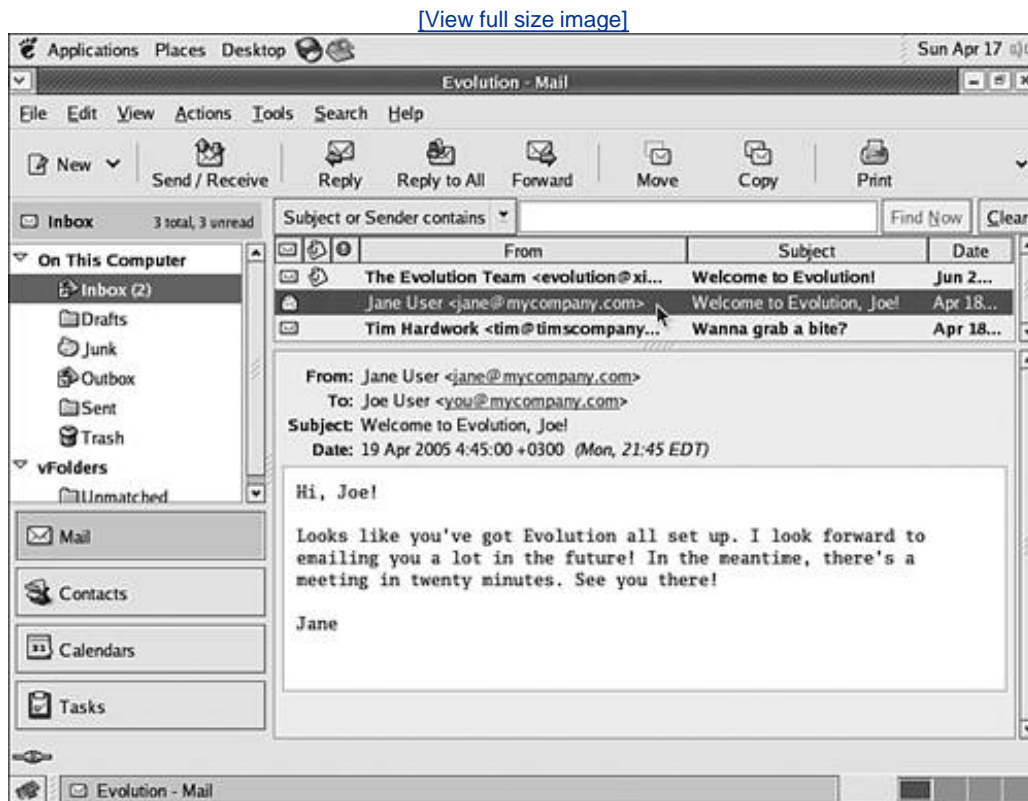 [View full size image]
Applications Places Desktop Sun Apr 17
Evolution - Mail
File Edit View Actions Tools Search Help
New Send / Receive Reply Reply to All Forward Move Copy Print
Inbox 3 total, 3 unread Subject or Sender contains Find Now Clear
From Subject Date
On This Computer
The Evolution Team <evolution@xi... Welcome to Evolution! Jun 2...
Inbox (2) Jane User <jane@mycompany.com> Welcome to Evolution, Joe! Apr 18...
Drafts Tim Hardwork <tim@timscompany... Wanna grab a bite? Apr 18...
Junk
Outbox
Sent
Trash
vFolders
Unmatched
Mail
Contacts
Calendars
Tasks
From: Jane User <jane@mycompany.com>
To: Joe User <you@mycompany.com>
Subject: Welcome to Evolution, Joe!
Date: 19 Apr 2005 4:45:00 +0300 (Mon, 21:45 EDT)
Hi, Joe!
Looks like you've got Evolution all set up. I look forward to
emailing you a lot in the future! In the meantime, there's a
meeting in twenty minutes. See you there!
Jane
Evolution - Mail